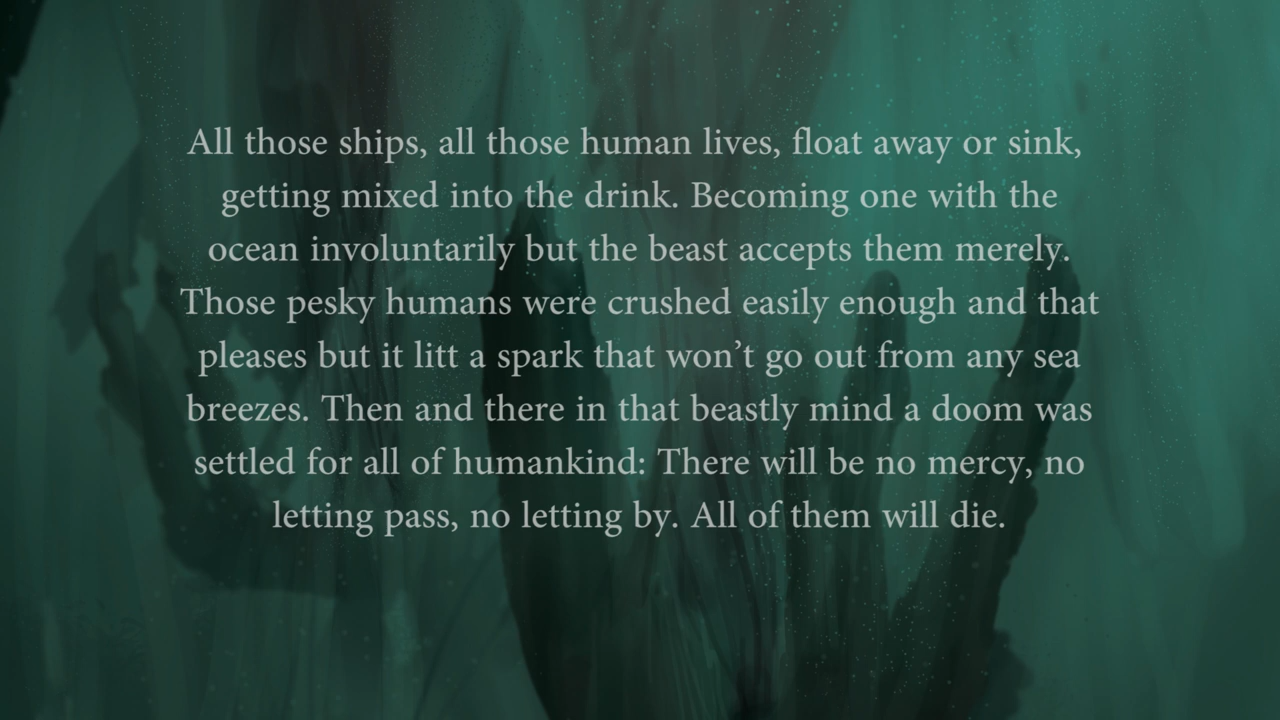 All those ships, all those human lives, float away or sink,
getting mixed into the drink. Becoming one with the
ocean involuntarily but the beast accepts them merely.
Those pesky humans were crushed easily enough and that
pleases but it litt a spark that won’t go out from any sea
breezes. Then and there in that beastly mind a doom was
settled for all of humankind: There will be no mercy, no
letting pass, no letting by. All of them will die.